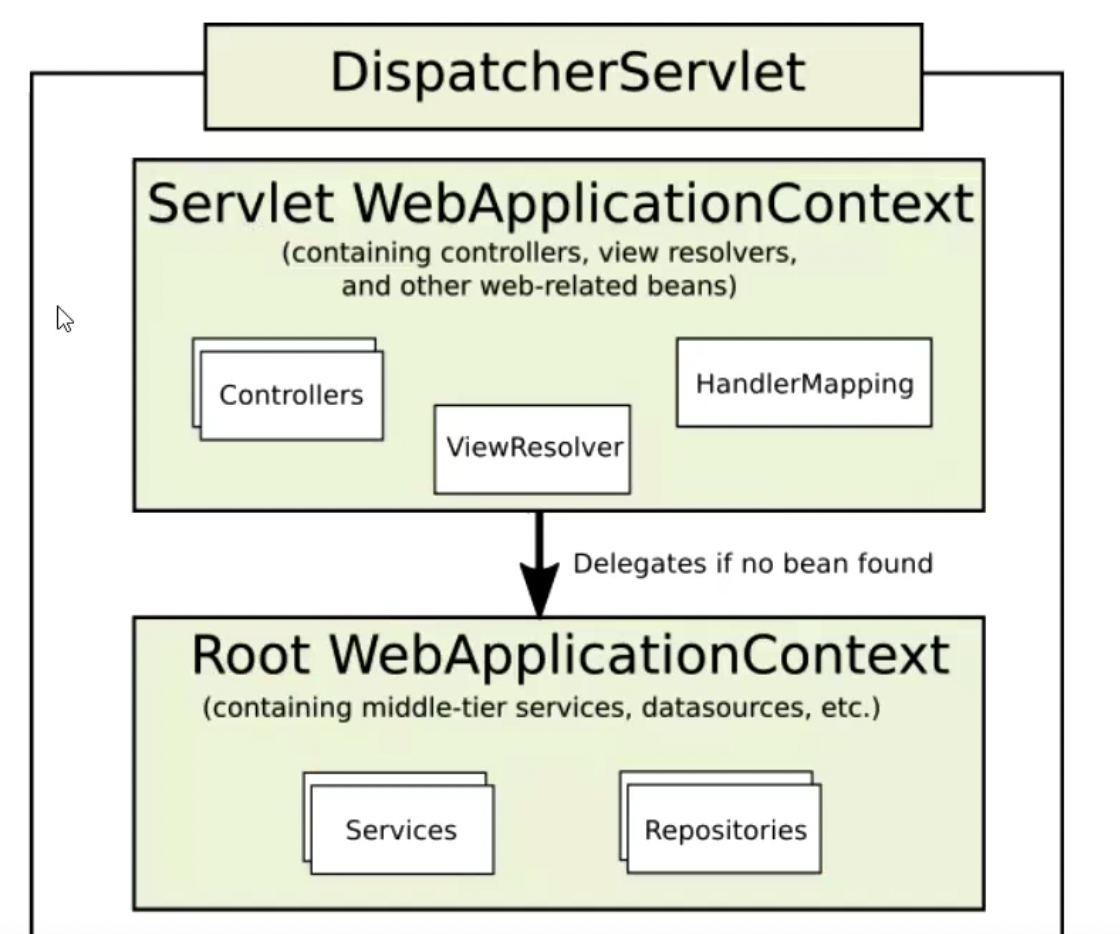 DispatcherServlet
Servlet WebApplicationContext
(containing controllers, view resolvers,
and other web-related beans)
Controllers
HandlerMapping
ViewResolver
Delegates if no bean found
Root WebApplicationContext
(containing middle-tier services, datasources, etc.)
Services
Repositories